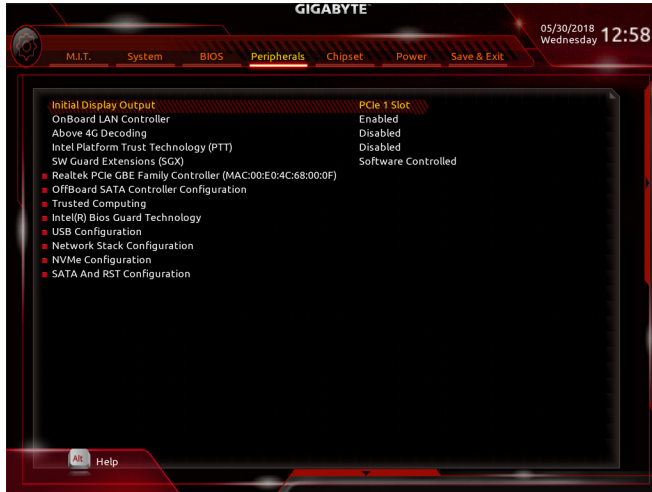 GIGABYTE
05/30/2018
Wednesday 12:58
M.I.T. System BIOS Peripherals Chipset Power Save & Exit
Initial Display Output PCIe 1 Slot
OnBoard LAN Controller Enabled
Above 4G Decoding Disabled
Intel Platform Trust Technology (PTT) Disabled
SW Guard Extensions (SGX) Software Controlled
Realtek PCIe GBE Family Controller (MAC:00:E0:4C:68:00:0F)
OffBoard SATA Controller Configuration
Trusted Computing
Intel(R) Bios Guard Technology
USB Configuration
Network Stack Configuration
NVMe Configuration
SATA And RST Configuration
Alt Help